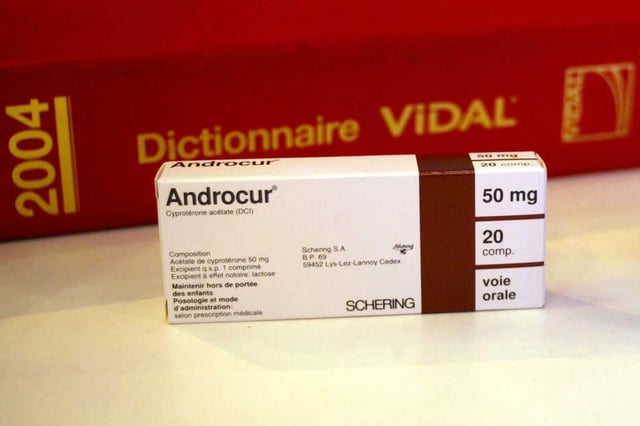 2004
Dictionnaire ViDAL®
ViDAL
Androcur®
50 mg
20 comp.
Androcur®
Cyprotérone acétate (DCI)
Composition
Acétate de cyprotérone 50 mg
Excipient q.s.p. 1 comprimé
Excipient à effet notoire: lactose
Maintenir hors de portée
des enfants
Posologie et mode
d'administration:
selon prescription médicale
Schering S.A.
B.P. 69
59452 Lys-Lez-Lannoy Cedex
Schering
SCHERING
50 mg
20
comp.
voie
orale